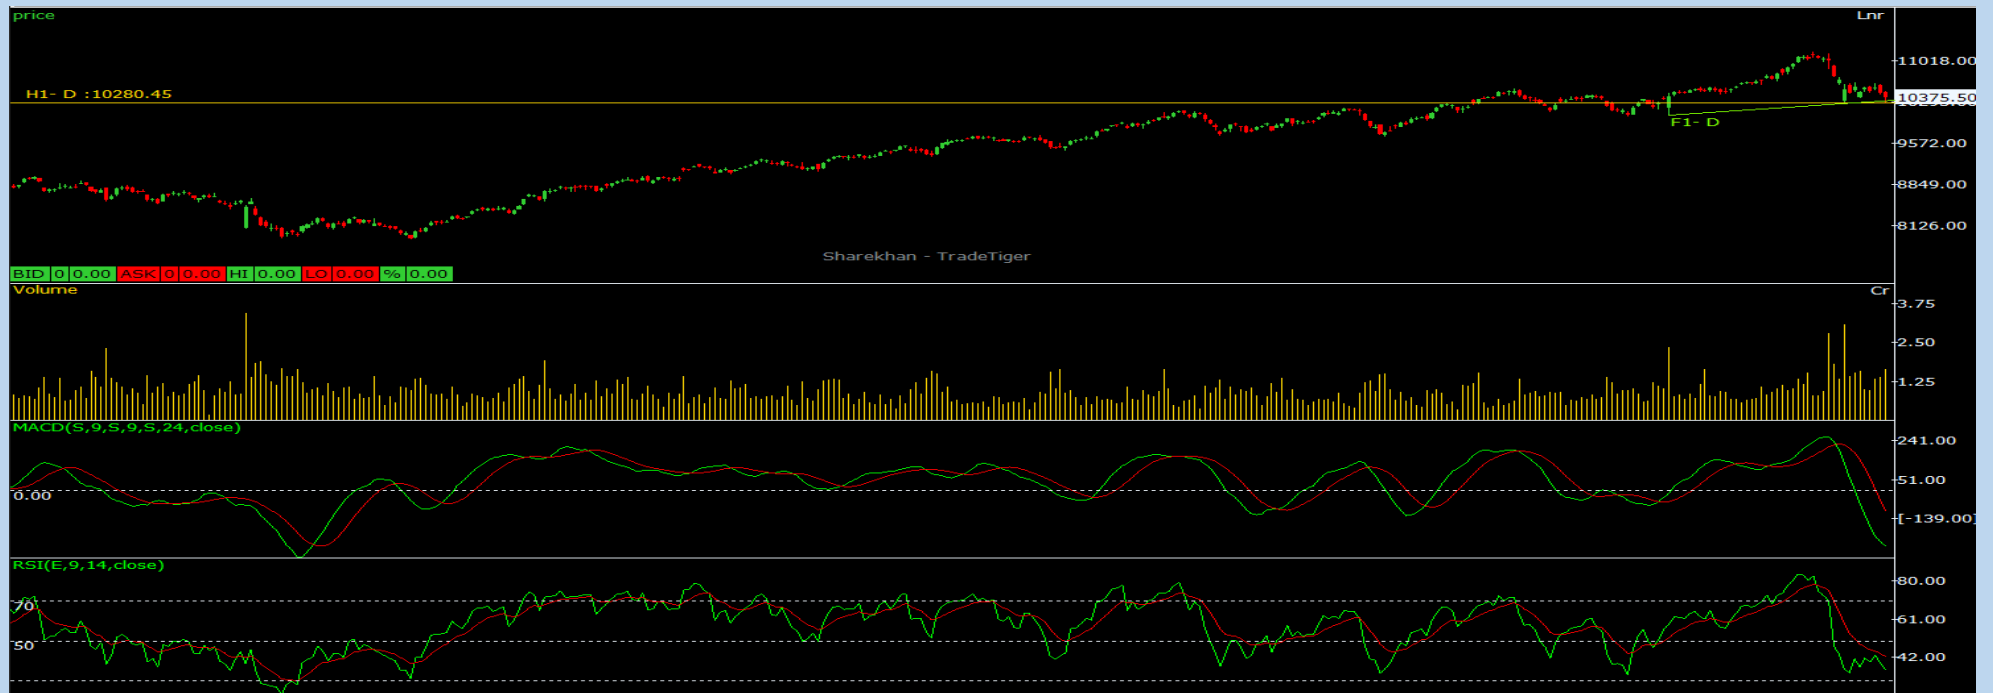 price
Lnr
11018.00
H1- D :10280.45
10375.50
F1- D
9572.00
8849.00
8126.00
Sharekhan - TradeTiger
BID 0 0.00 ASK 0 0.00 HI 0.00 LO 0.00 % 0.00
Volume
Cr
3.75
2.50
1.25
MACD(S,9,S,9,S,24,close)
241.00
51.00
0.00
[-139.00]
RSI(E,9,14,close)
80.00
70
61.00
50
42.00